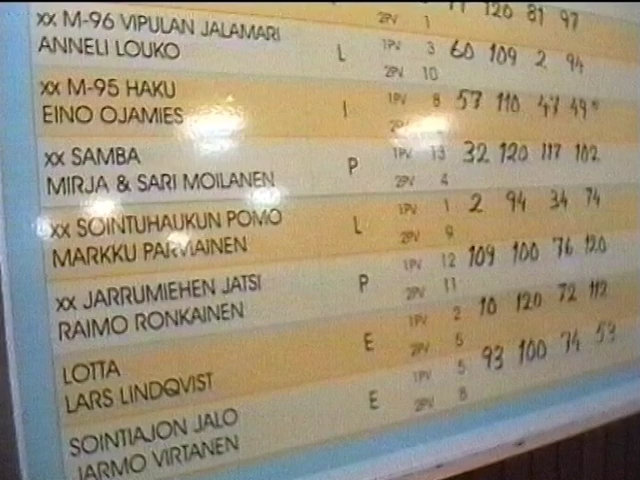 77 120 81 97
2PV 1
xx M-96 VIPULAN JALAMARI
ANNELI LOUKO
L 1PV 3 60 109 2 94
2PV 10
xx M-95 HAKU
EINO OJAMIES
I 1PV 8 57 110 47 49
2PV
xx SAMBA
MIRJA & SARI MOILANEN
P 1PV 13 32 120 117 102
2PV 4
xx SOINTUHAUKUN POMO
MARKKU PARMAINEN
L 1PV 1 2 94 34 74
2PV 9
xx JARRUMIEHEN JATSI
RAIMO RONKAINEN
P 1PV 12 109 100 76 120
2PV 11
LOTTA
LARS LINDQVIST
E 1PV 2 10 120 72 112
2PV 5
SOINTIAJON JALO
JARMO VIRTANEN
E 1PV 5 93 100 74 53
2PV 8